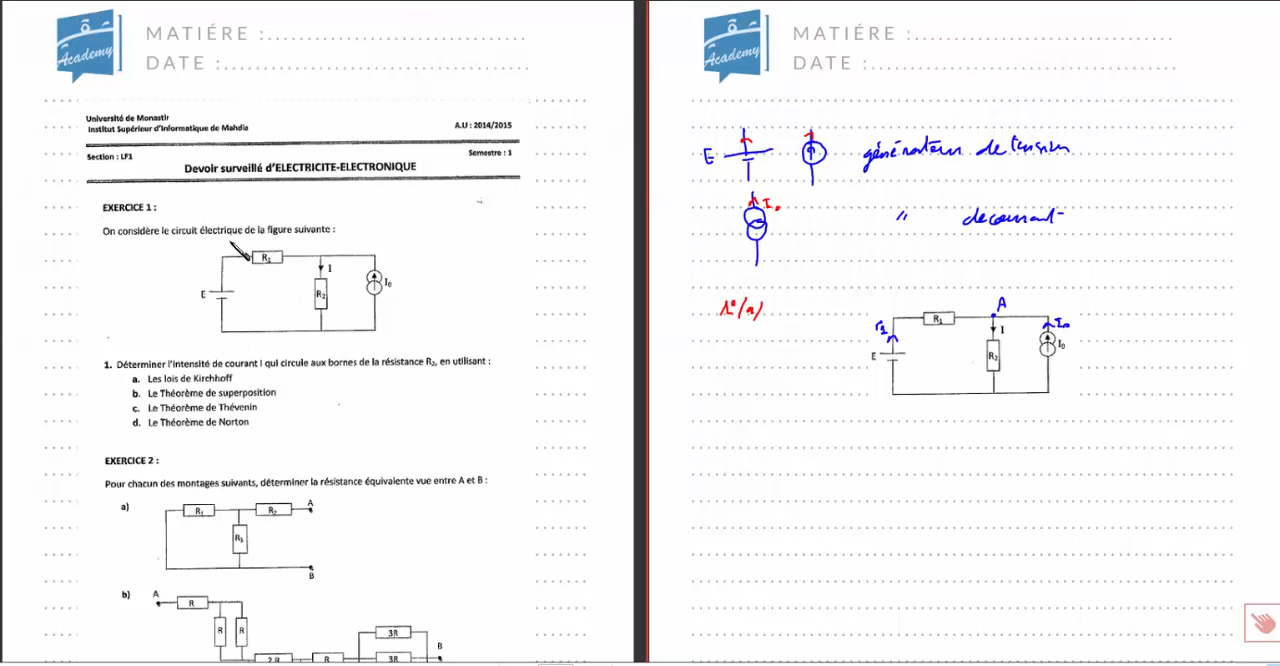 Academy
MATIÉRE :
DATE :
Université de Monastir
Institut Supérieur d'Informatique de Mahdia
A.U : 2014/2015
Section : LF1
Semestre : 1
Devoir surveillé d'ELECTRICITE-ELECTRONIQUE
EXERCICE 1 :
On considère le circuit électrique de la figure suivante :
R1
I
E
R2
I0
1. Déterminer l'intensité de courant I qui circule aux bornes de la résistance R2, en utilisant :
a. Les lois de Kirchhoff
b. Le Théorème de superposition
c. Le Théorème de Thévenin
d. Le Théorème de Norton
EXERCICE 2 :
Pour chacun des montages suivants, déterminer la résistance équivalente vue entre A et B :
a)
R1
R2
A
R3
B
b)
A
R
R
R
3R
B
2R
R
3R
Academy
MATIÉRE :
DATE :
E
générateur de tension
I0
" de courant
1°/a)
A
R1
I0
I1
I
E
R2
I0